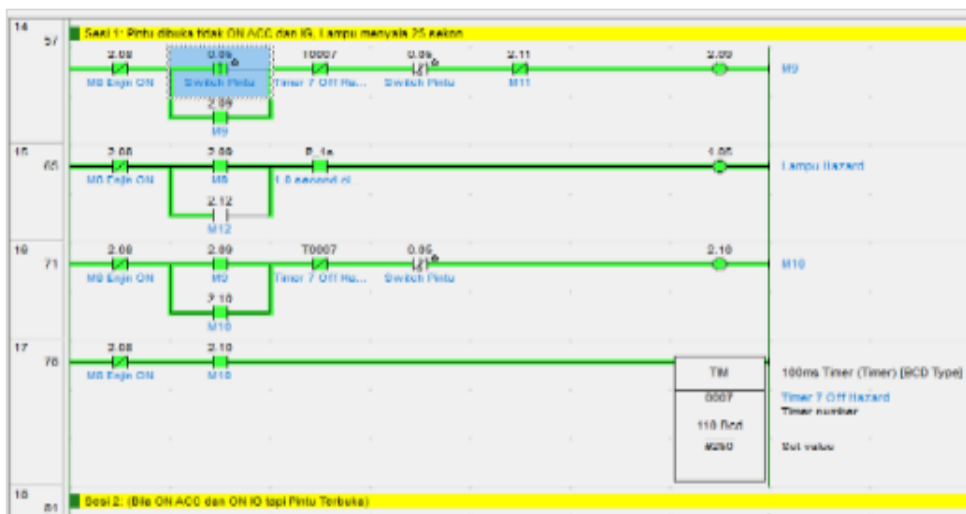 14
57
Sesi 1: Pintu dibuka tidak ON ACC dan IG, Lampu menyala 25 sekon
2.08 0.05 T0007 0.05 2.11 2.09
M8 Enjin ON Switch Pintu Timer 7 Off Ha... Switch Pintu M11 M9
2.09
M9
15
65
2.08 2.09 P_1s 1.05
M8 Enjin ON 1.0 second cl... Lampu Hazard
2.12
M12
16
71
2.08 2.09 T0007 0.05 2.10
M8 Enjin ON M9 Timer 7 Off Ha... Switch Pintu M10
2.10
M10
17
2.08 2.10
M8 Enjin ON M10
TIM 100ms Timer (Timer) [BCD Type]
0007 Timer 7 Off Hazard
Timer number
110 Bcd
#250 Set value
18
81
Sesi 2: (Bila ON ACC dan ON IG tapi Pintu Terbuka)